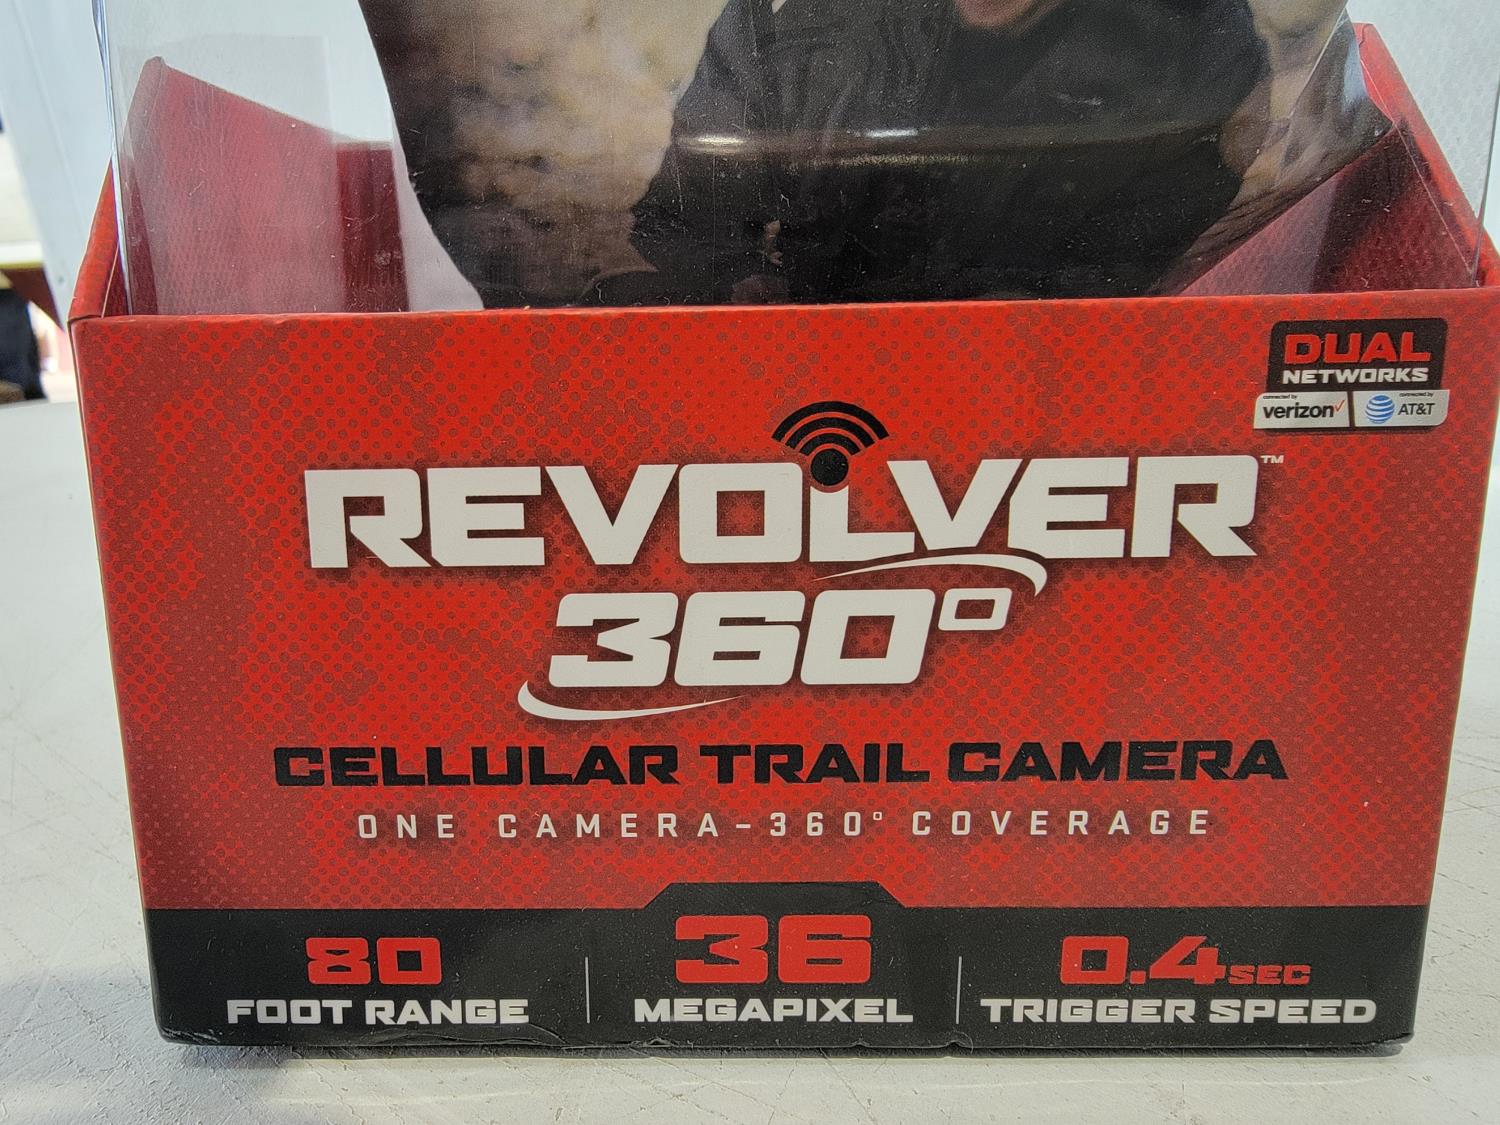 DUAL
NETWORKS
connected by
verizon
connected by
AT&T
REVOLVER™
360°
CELLULAR TRAIL CAMERA
ONE CAMERA-360° COVERAGE
80
FOOT RANGE
36
MEGAPIXEL
0.4SEC
TRIGGER SPEED